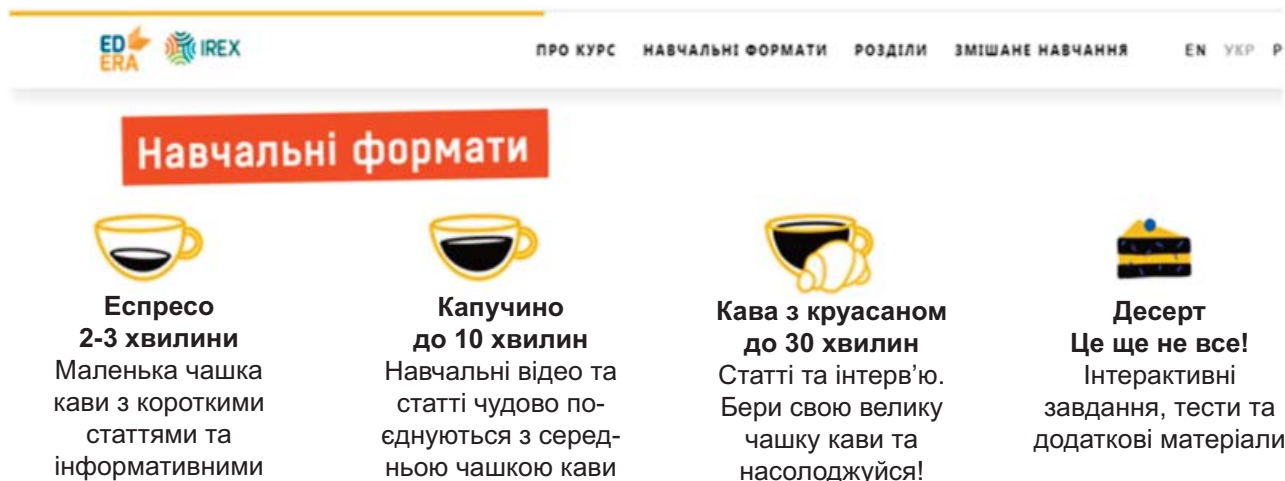 ED
ERA
IREX
ПРО КУРС НАВЧАЛЬНІ ФОРМАТИ РОЗДІЛИ ЗМІШАНЕ НАВЧАННЯ EN УКР Р
Навчальні формати
Еспресо
2-3 хвилини
Маленька чашка
кави з короткими
статтями та
інформативними
Капучино
до 10 хвилин
Навчальні відео та
статті чудово по-
єднуються з серед-
ньою чашкою кави
Кава з круасаном
до 30 хвилин
Статті та інтерв’ю.
Бери свою велику
чашку кави та
насолоджуйся!
Десерт
Це ще не все!
Інтерактивні
завдання, тести та
додаткові матеріали